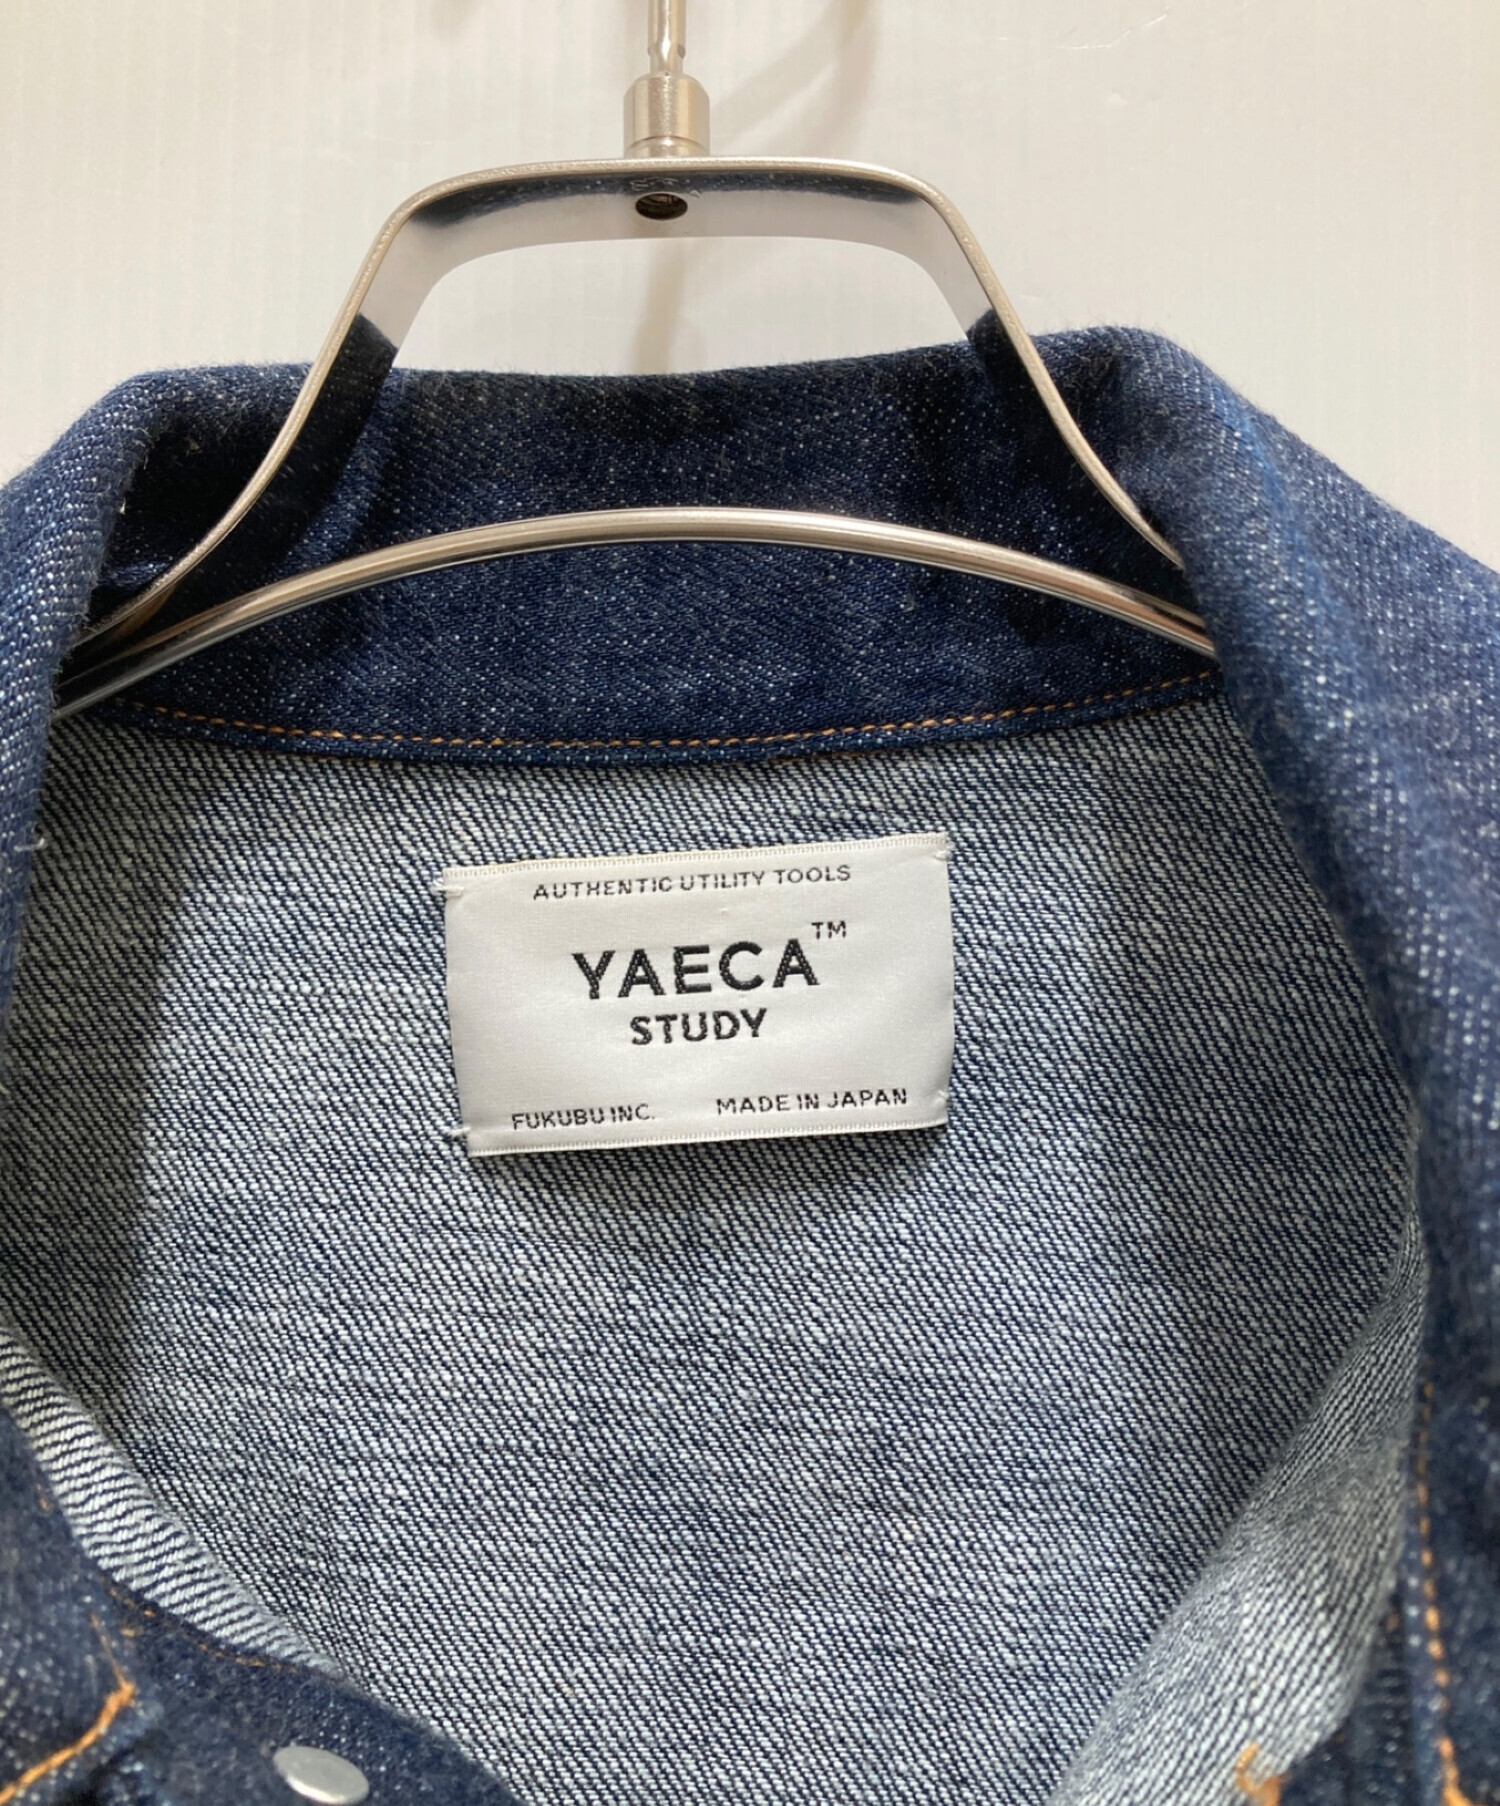 AUTHENTIC UTILITY TOOLS
YAECA™
STUDY
FUKUBU INC. MADE IN JAPAN